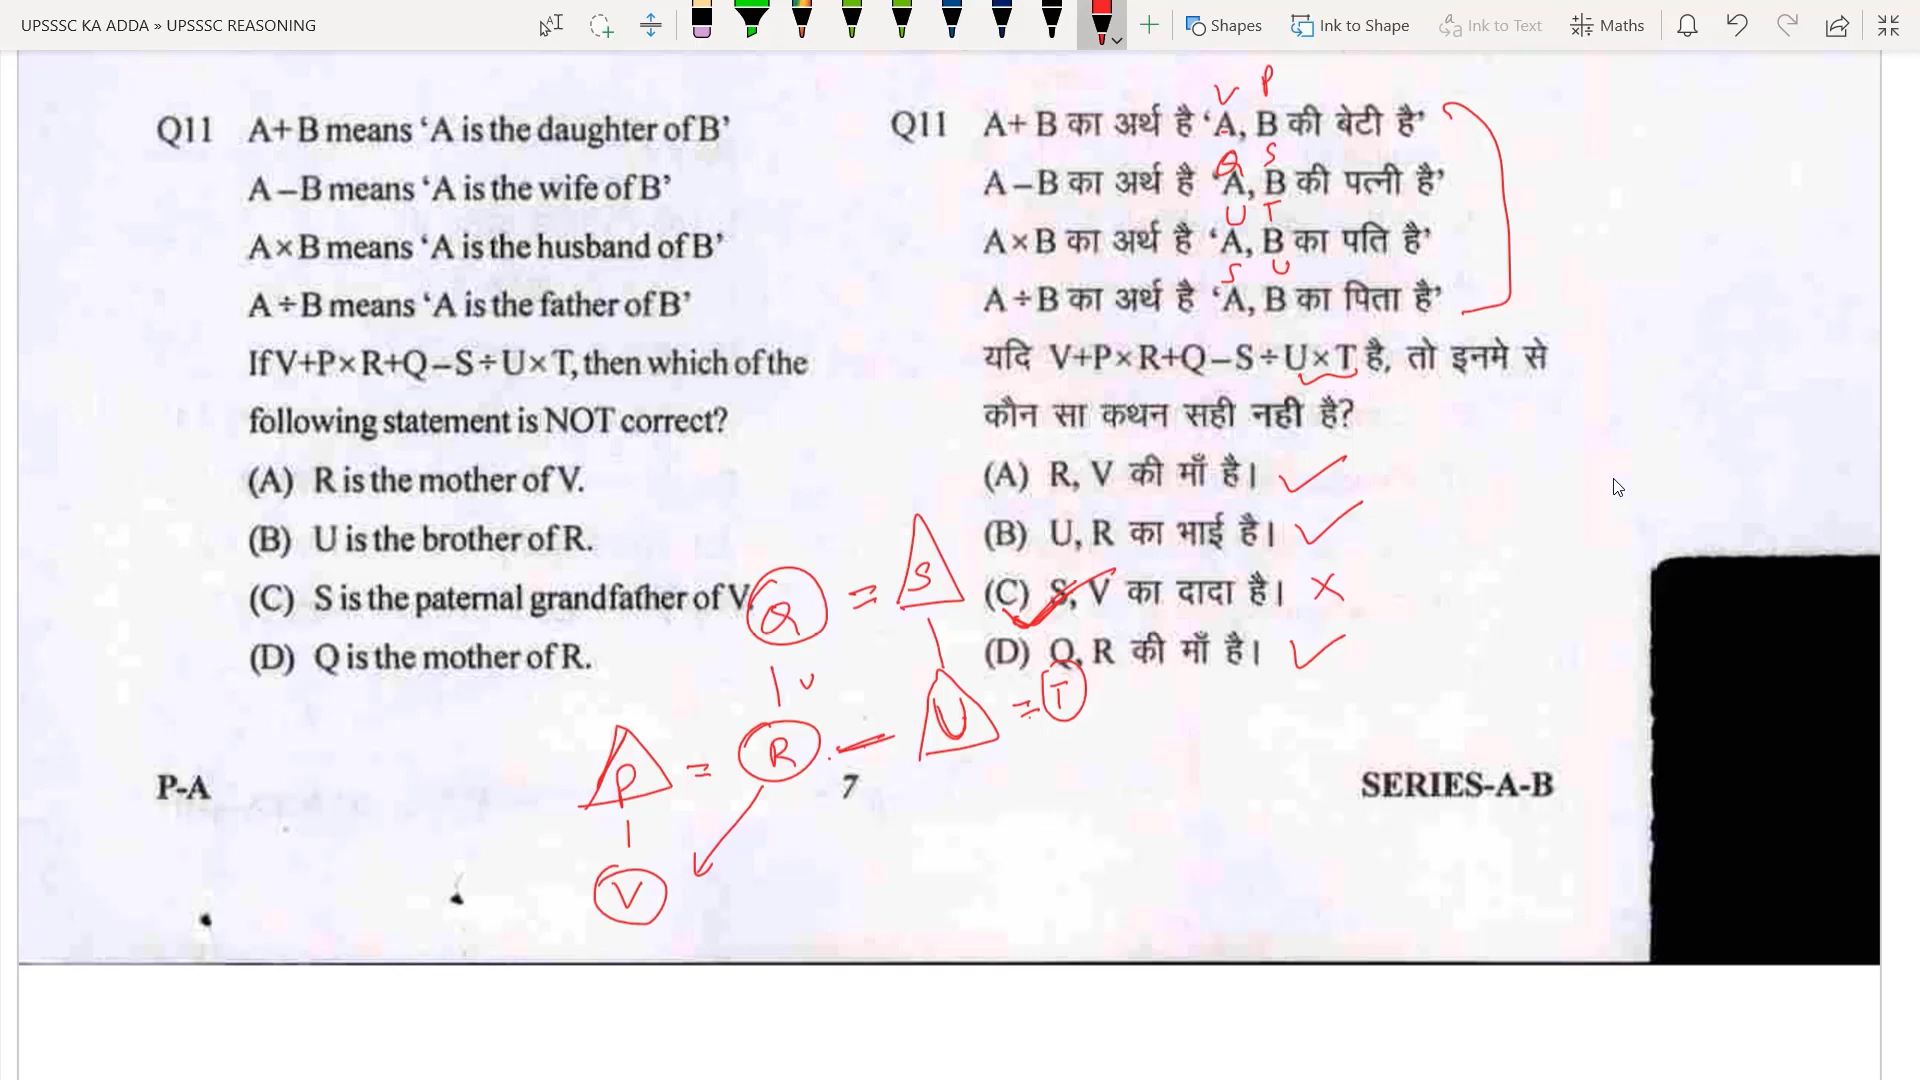 UPSSSC KA ADDA » UPSSSC REASONING
Shapes
Ink to Shape
Ink to Text
Maths
Q11 A+B means ‘A is the daughter of B’
A–B means ‘A is the wife of B’
A×B means ‘A is the husband of B’
A÷B means ‘A is the father of B’
If V+P×R+Q–S÷U×T, then which of the
following statement is NOT correct?
(A) R is the mother of V.
(B) U is the brother of R.
(C) S is the paternal grandfather of V.
(D) Q is the mother of R.
V P
Q11 A+ B का अर्थ है ‘A, B की बेटी है’
Q S
A–B का अर्थ है ‘A, B की पत्नी है’
U T
A×B का अर्थ है ‘A, B का पति है’
S U
A÷B का अर्थ है ‘A, B का पिता है’
यदि V+P×R+Q–S÷U×T है, तो इनमे से
कौन सा कथन सही नही है?
(A) R, V की माँ है।
(B) U, R का भाई है।
(C) S, V का दादा है। X
(D) Q, R की माँ है।
Q = S
P = R – U = T
V
P-A
7
SERIES-A-B